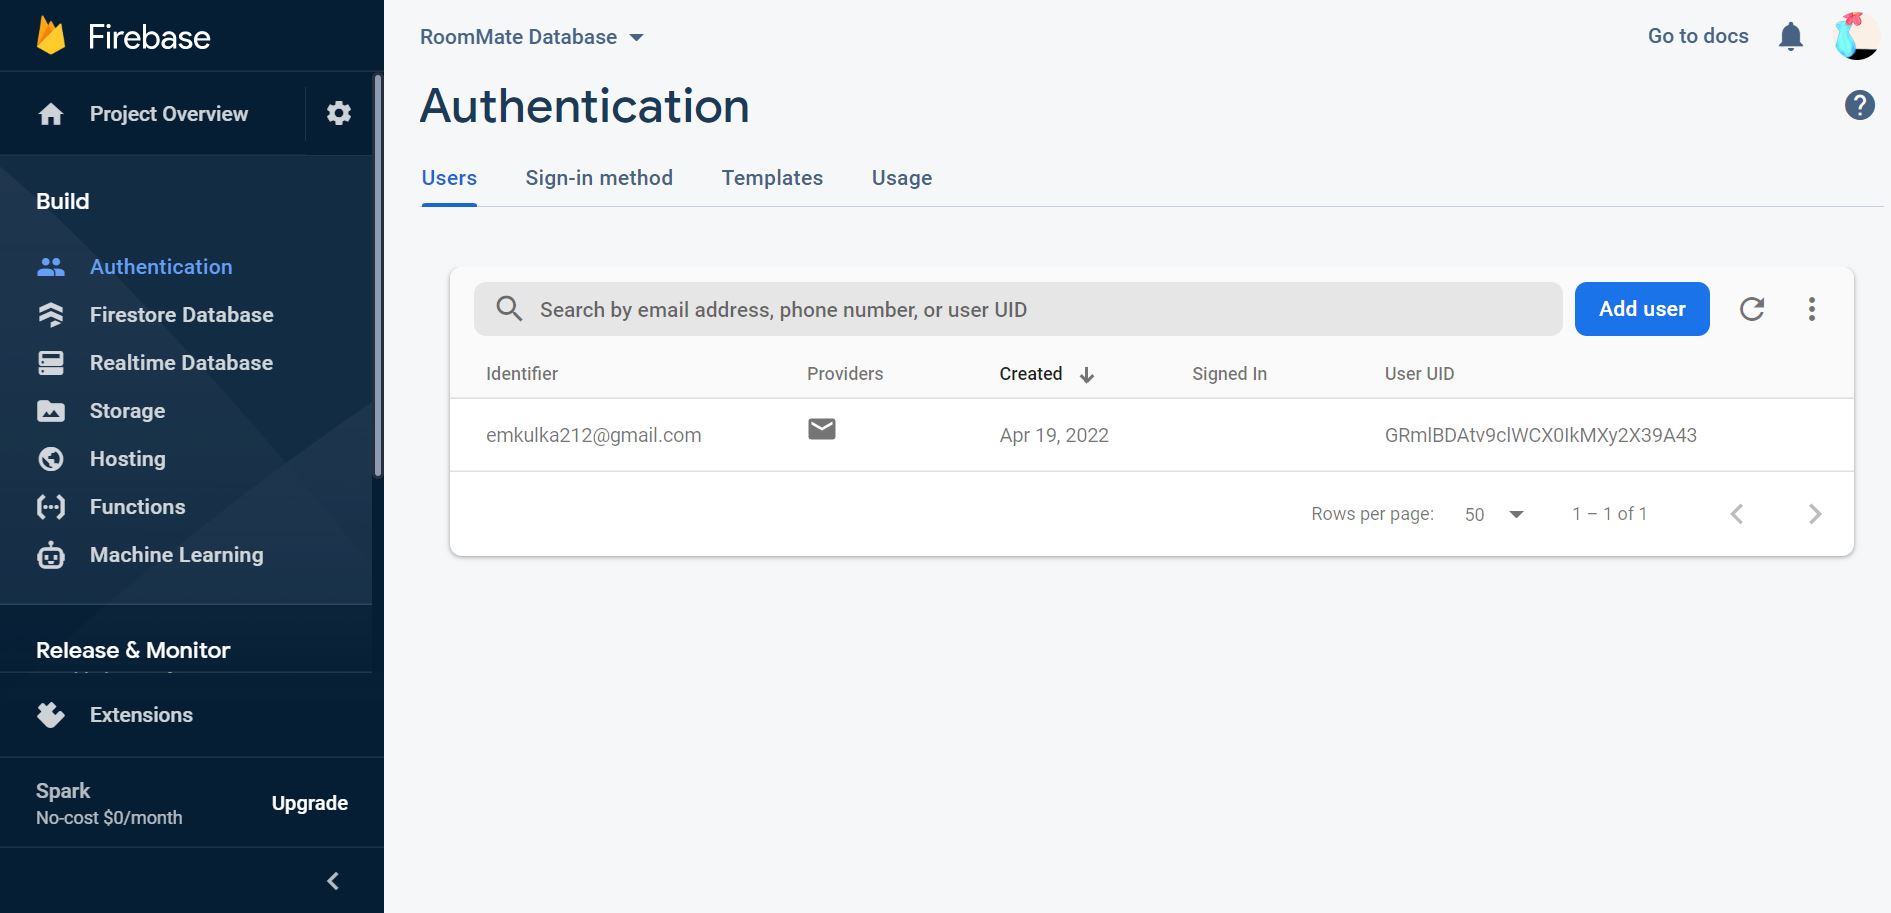 Firebase
Project Overview
Build
Authentication
Firestore Database
Realtime Database
Storage
Hosting
Functions
Machine Learning
Release & Monitor
Extensions
Spark
No-cost $0/month
Upgrade
RoomMate Database
Go to docs
Authentication
Users Sign-in method Templates Usage
Search by email address, phone number, or user UID
Add user
Identifier Providers Created Signed In User UID
emkulka212@gmail.com Apr 19, 2022 GRmlBDAtv9clWCX0IkMXy2X39A43
Rows per page: 50 1 – 1 of 1